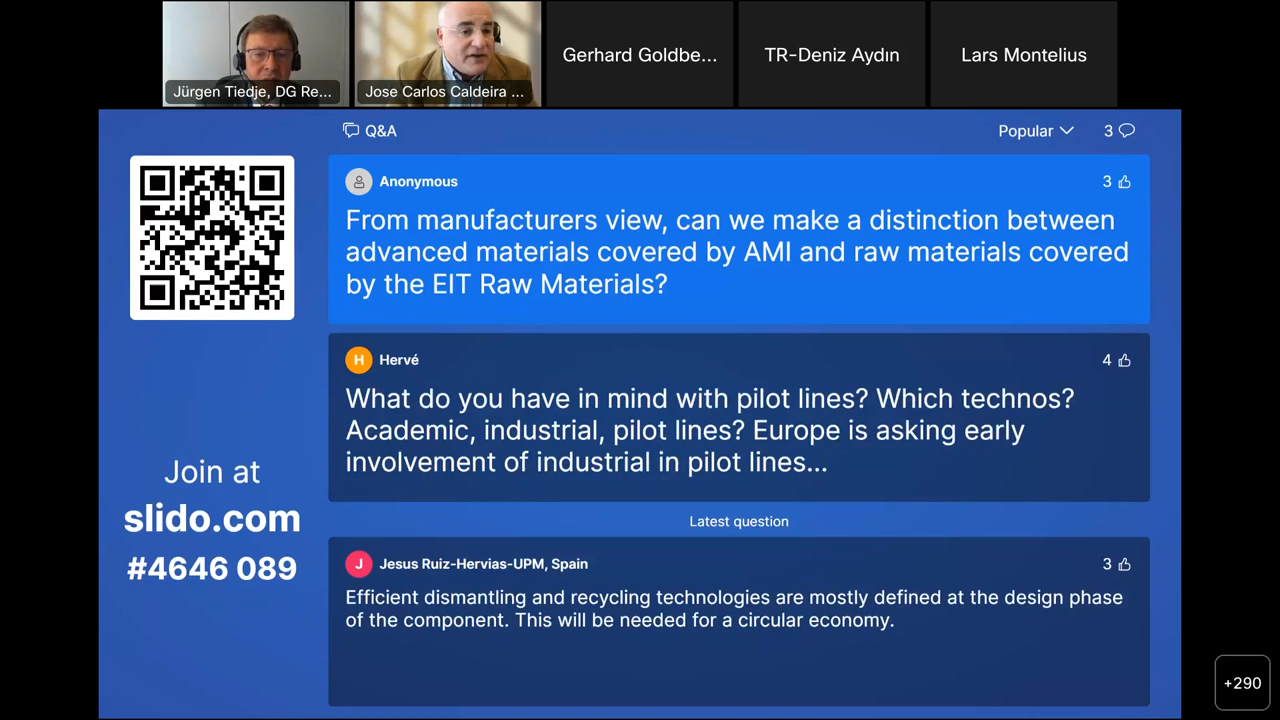 Jürgen Tiedje, DG Re...
Jose Carlos Caldeira ...
Gerhard Goldbe...
TR-Deniz Aydın
Lars Montelius
Q&A
Popular
3
Anonymous
3
From manufacturers view, can we make a distinction between
advanced materials covered by AMI and raw materials covered
by the EIT Raw Materials?
H
Hervé
4
What do you have in mind with pilot lines? Which technos?
Academic, industrial, pilot lines? Europe is asking early
involvement of industrial in pilot lines...
Join at
slido.com
#4646 089
Latest question
J
Jesus Ruiz-Hervias-UPM, Spain
3
Efficient dismantling and recycling technologies are mostly defined at the design phase
of the component. This will be needed for a circular economy.
+290